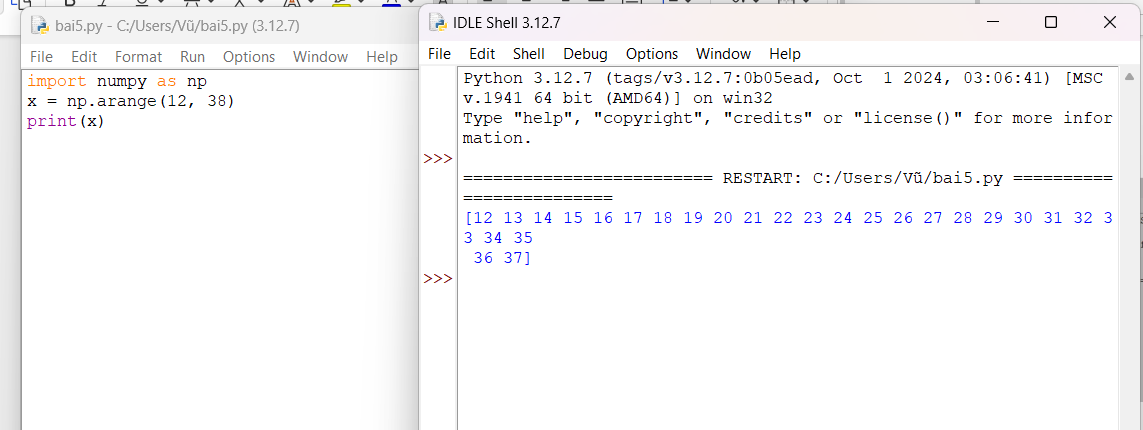 bai5.py - C:/Users/Vũ/bai5.py (3.12.7)
File Edit Format Run Options Window Help
import numpy as np
x = np.arange(12, 38)
print(x)
IDLE Shell 3.12.7
File Edit Shell Debug Options Window Help
Python 3.12.7 (tags/v3.12.7:0b05ead, Oct  1 2024, 03:06:41) [MSC
v.1941 64 bit (AMD64)] on win32
Type "help", "copyright", "credits" or "license()" for more infor
mation.
>>>
========================= RESTART: C:/Users/Vũ/bai5.py ==========
===============
[12 13 14 15 16 17 18 19 20 21 22 23 24 25 26 27 28 29 30 31 32 3
3 34 35
 36 37]
>>>